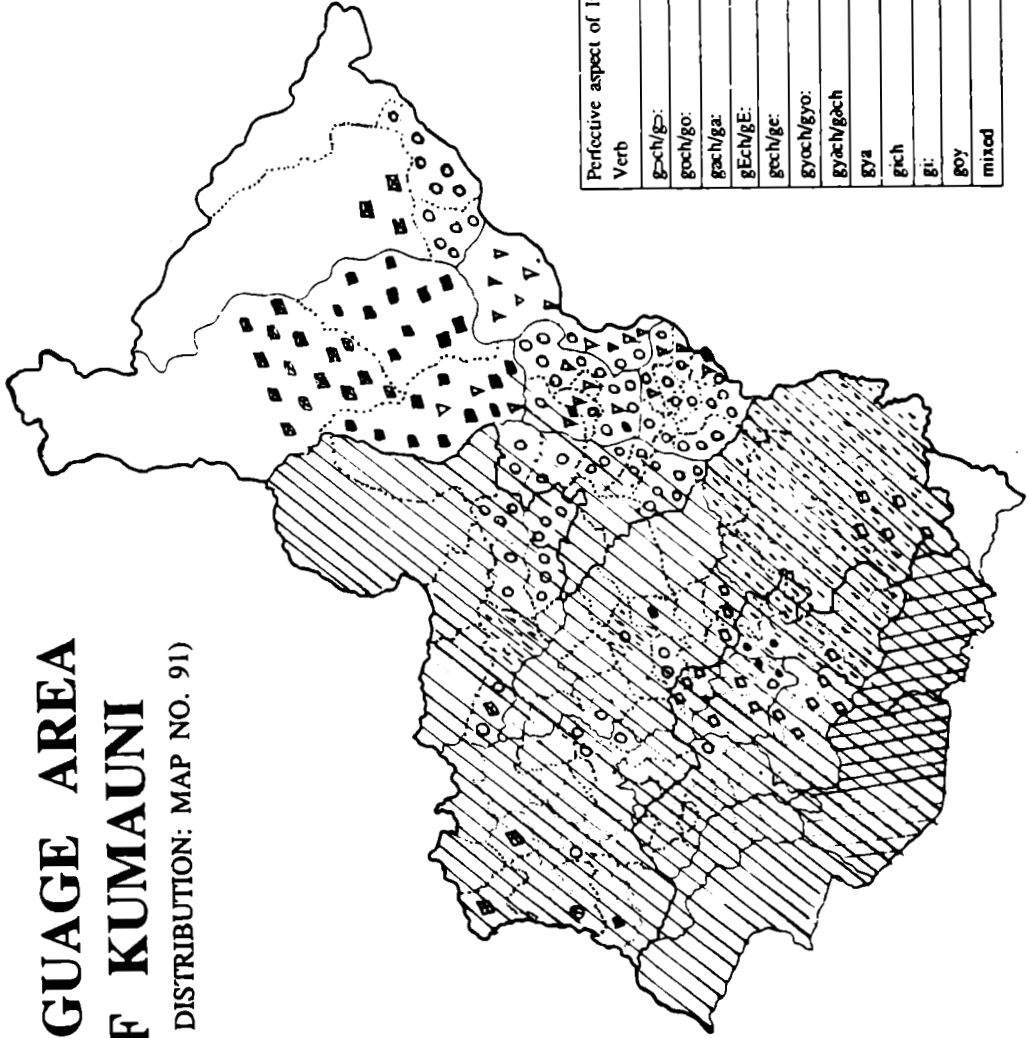 GUAGE AREA
F KUMAUNI
DISTRIBUTION: MAP NO. 91)
Perfective aspect of
Verb
gɔch/gɔ:
goch/go:
gach/ga:
gEch/gE:
gech/ge:
gyoch/gyo:
gyach/gach
gya
gich
gi:
goy
mixed